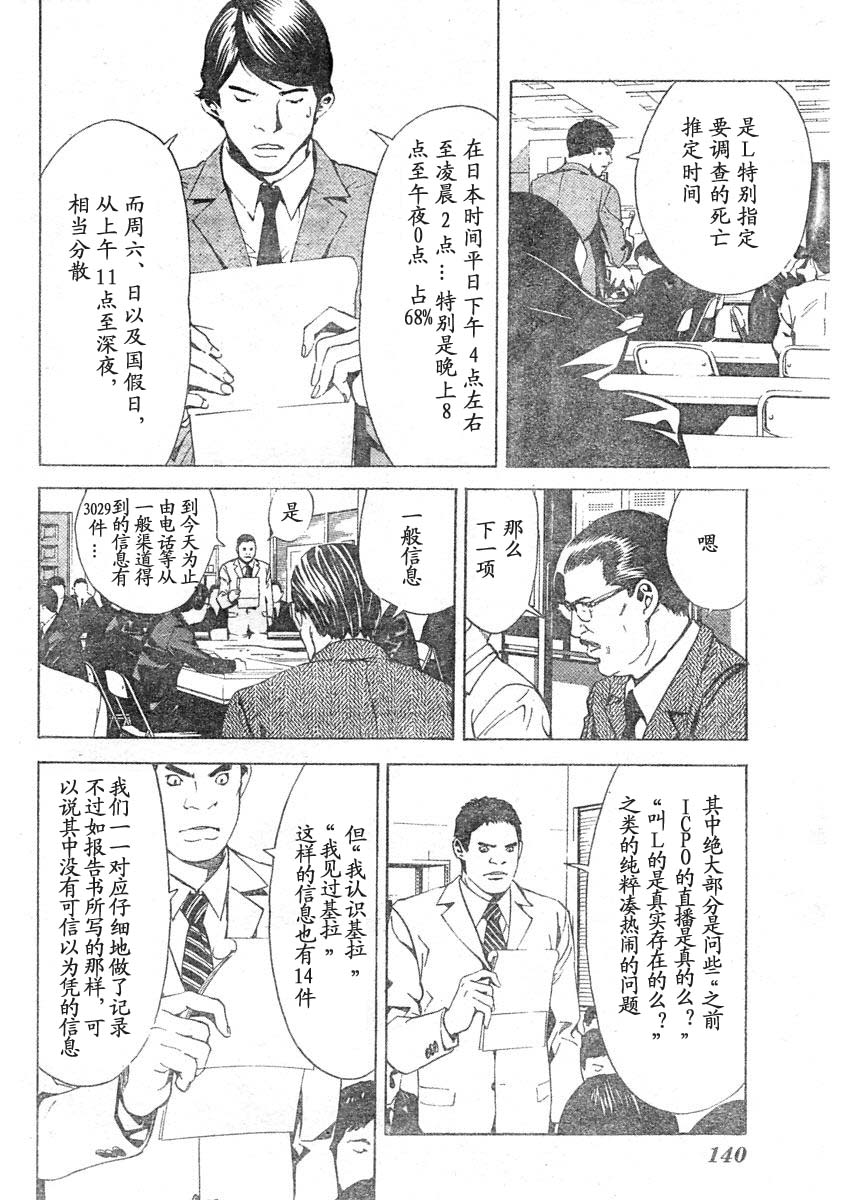 是L特别指定
要调查的死亡
推定时间
在日本时间平日下午4点左右
至凌晨2点…特别是晚上8
点至午夜0点 占
68%
而周六、日以及国假日，
从上午11点至深夜，
相当分散
嗯
那么
下一项
一般信息
是
到今天为止
由电话等从
一般渠道得
到的信息有
3029件…
其中绝大部分是问些“之前
ICPO的直播是真的么？”
“叫L的是真实存在的么？”
之类的纯粹凑热闹的问题
但“我认识基拉”
“我见过基拉”
这样的信息也有14件
我们一一对应仔细地做了记录
不过如报告书所写的那样，可
以说其中没有可信以为凭的信息
140